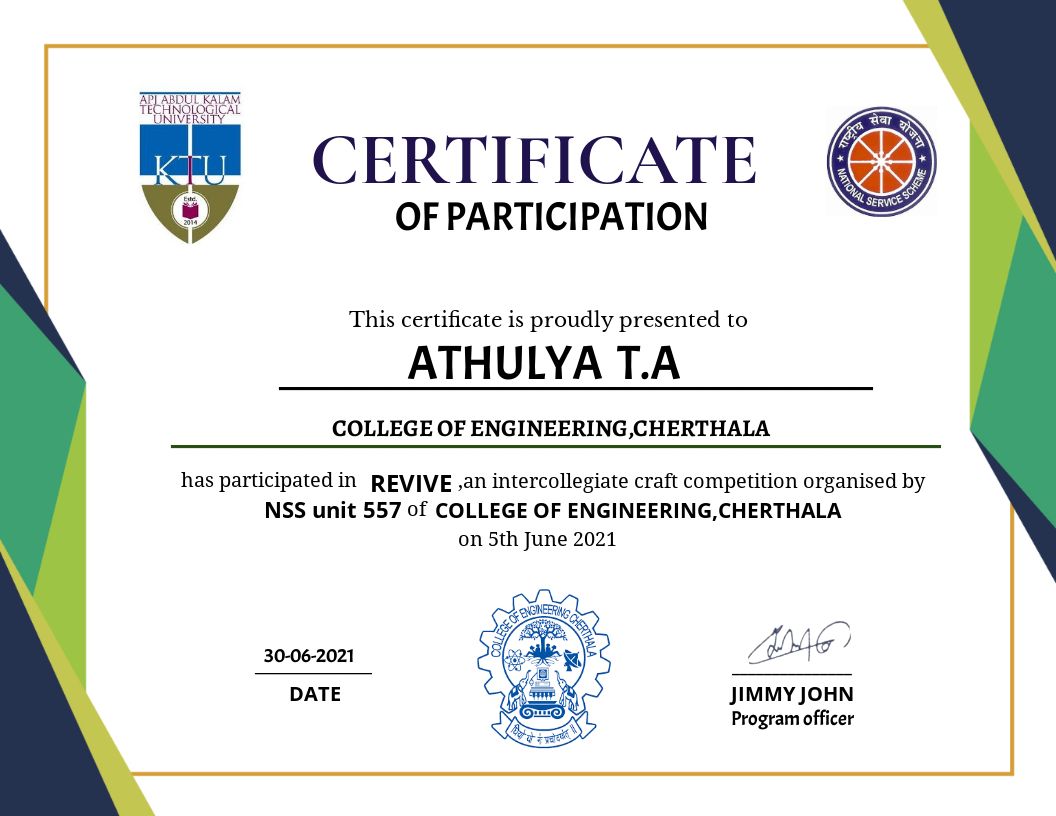 APJ ABDUL KALAM
TECHNOLOGICAL
UNIVERSITY
KTU
Estd.
2014
CERTIFICATE
OF PARTICIPATION
राष्ट्रीय सेवा योजना
NATIONAL SERVICE SCHEME
This certificate is proudly presented to
ATHULYA T.A
COLLEGE OF ENGINEERING,CHERTHALA
has participated in REVIVE ,an intercollegiate craft competition organised by
NSS unit 557 of COLLEGE OF ENGINEERING,CHERTHALA
on 5th June 2021
30-06-2021
DATE
COLLEGE OF ENGINEERING CHERTHALA
धियो यो नः प्रचोदयात् ॥
JIMMY JOHN
Program officer